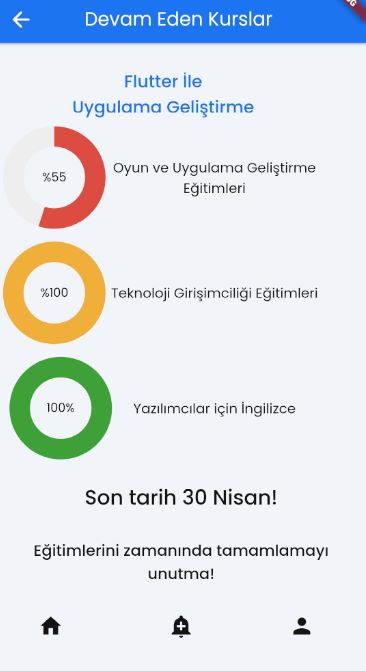 Devam Eden Kurslar
Flutter İle
Uygulama Geliştirme
%55
Oyun ve Uygulama Geliştirme
Eğitimleri
%100
Teknoloji Girişimciliği Eğitimleri
100%
Yazılımcılar için İngilizce
Son tarih 30 Nisan!
Eğitimlerini zamanında tamamlamayı
unutma!